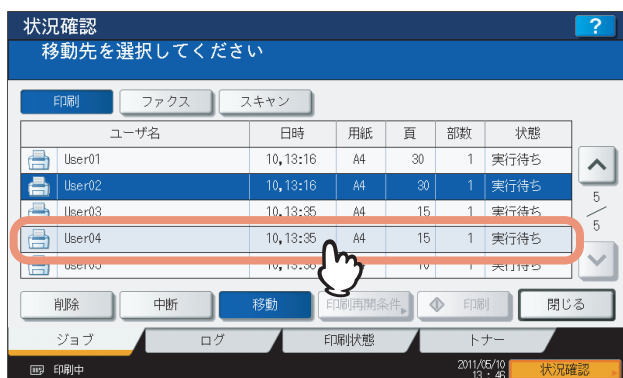 状況確認 ?
移動先を選択してください
印刷 ファクス スキャン
ユーザ名 日時 用紙 頁 部数 状態
User01 10,13:16 A4 30 1 実行待ち
User02 10,13:16 A4 30 1 実行待ち
User03 10,13:35 A4 15 1 実行待ち
User04 10,13:35 A4 15 1 実行待ち
5/5
削除 中断 移動 印刷再開条件 印刷 閉じる
ジョブ ログ 印刷状態 トナー
印刷中 2011/05/10 13:46 状況確認